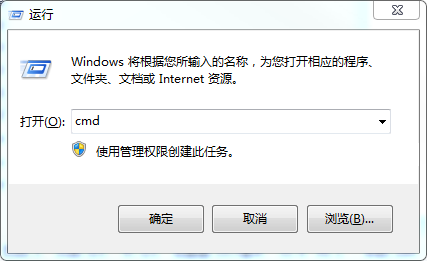 运行
Windows 将根据您所输入的名称，为您打开相应的程序、
文件夹、文档或 Internet 资源。
打开(O): cmd
使用管理权限创建此任务。
确定 取消 浏览(B)...